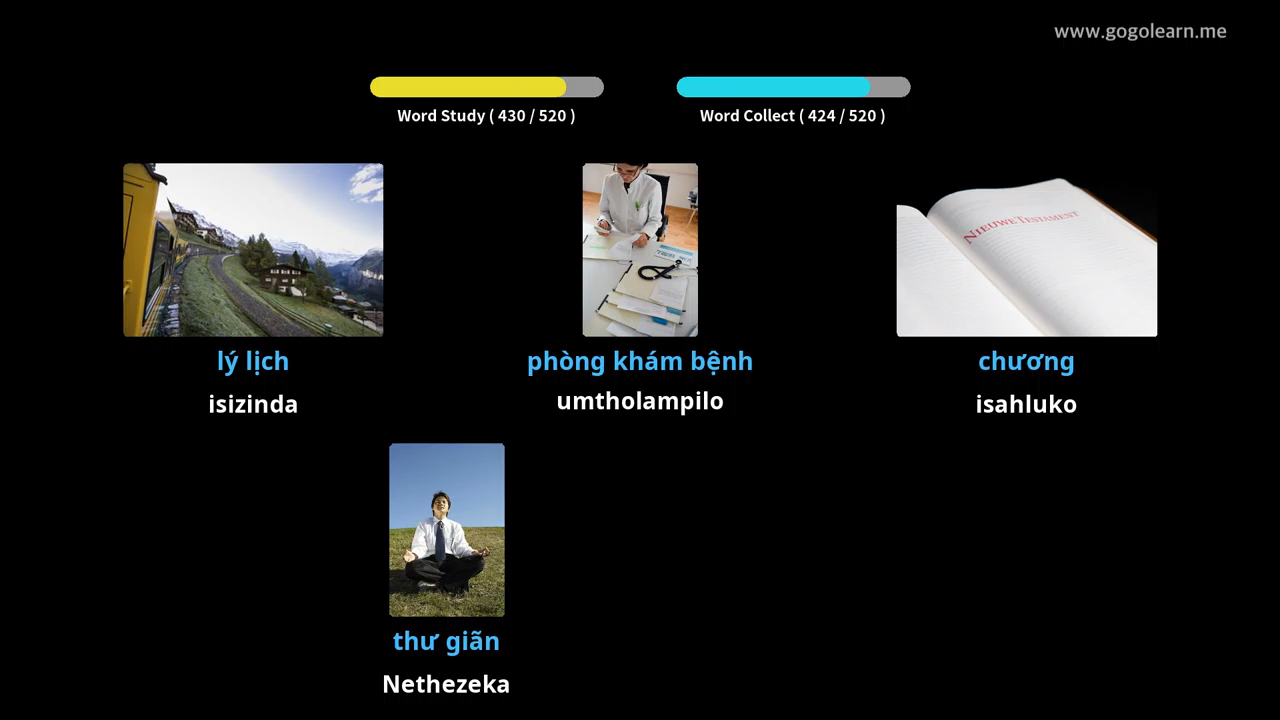 www.gogolearn.me
Word Study ( 430 / 520 )
Word Collect ( 424 / 520 )
NIEUWE TESTAMENT
lý lịch
phòng khám bệnh
chương
isizinda
umtholampilo
isahluko
thư giãn
Nethezeka